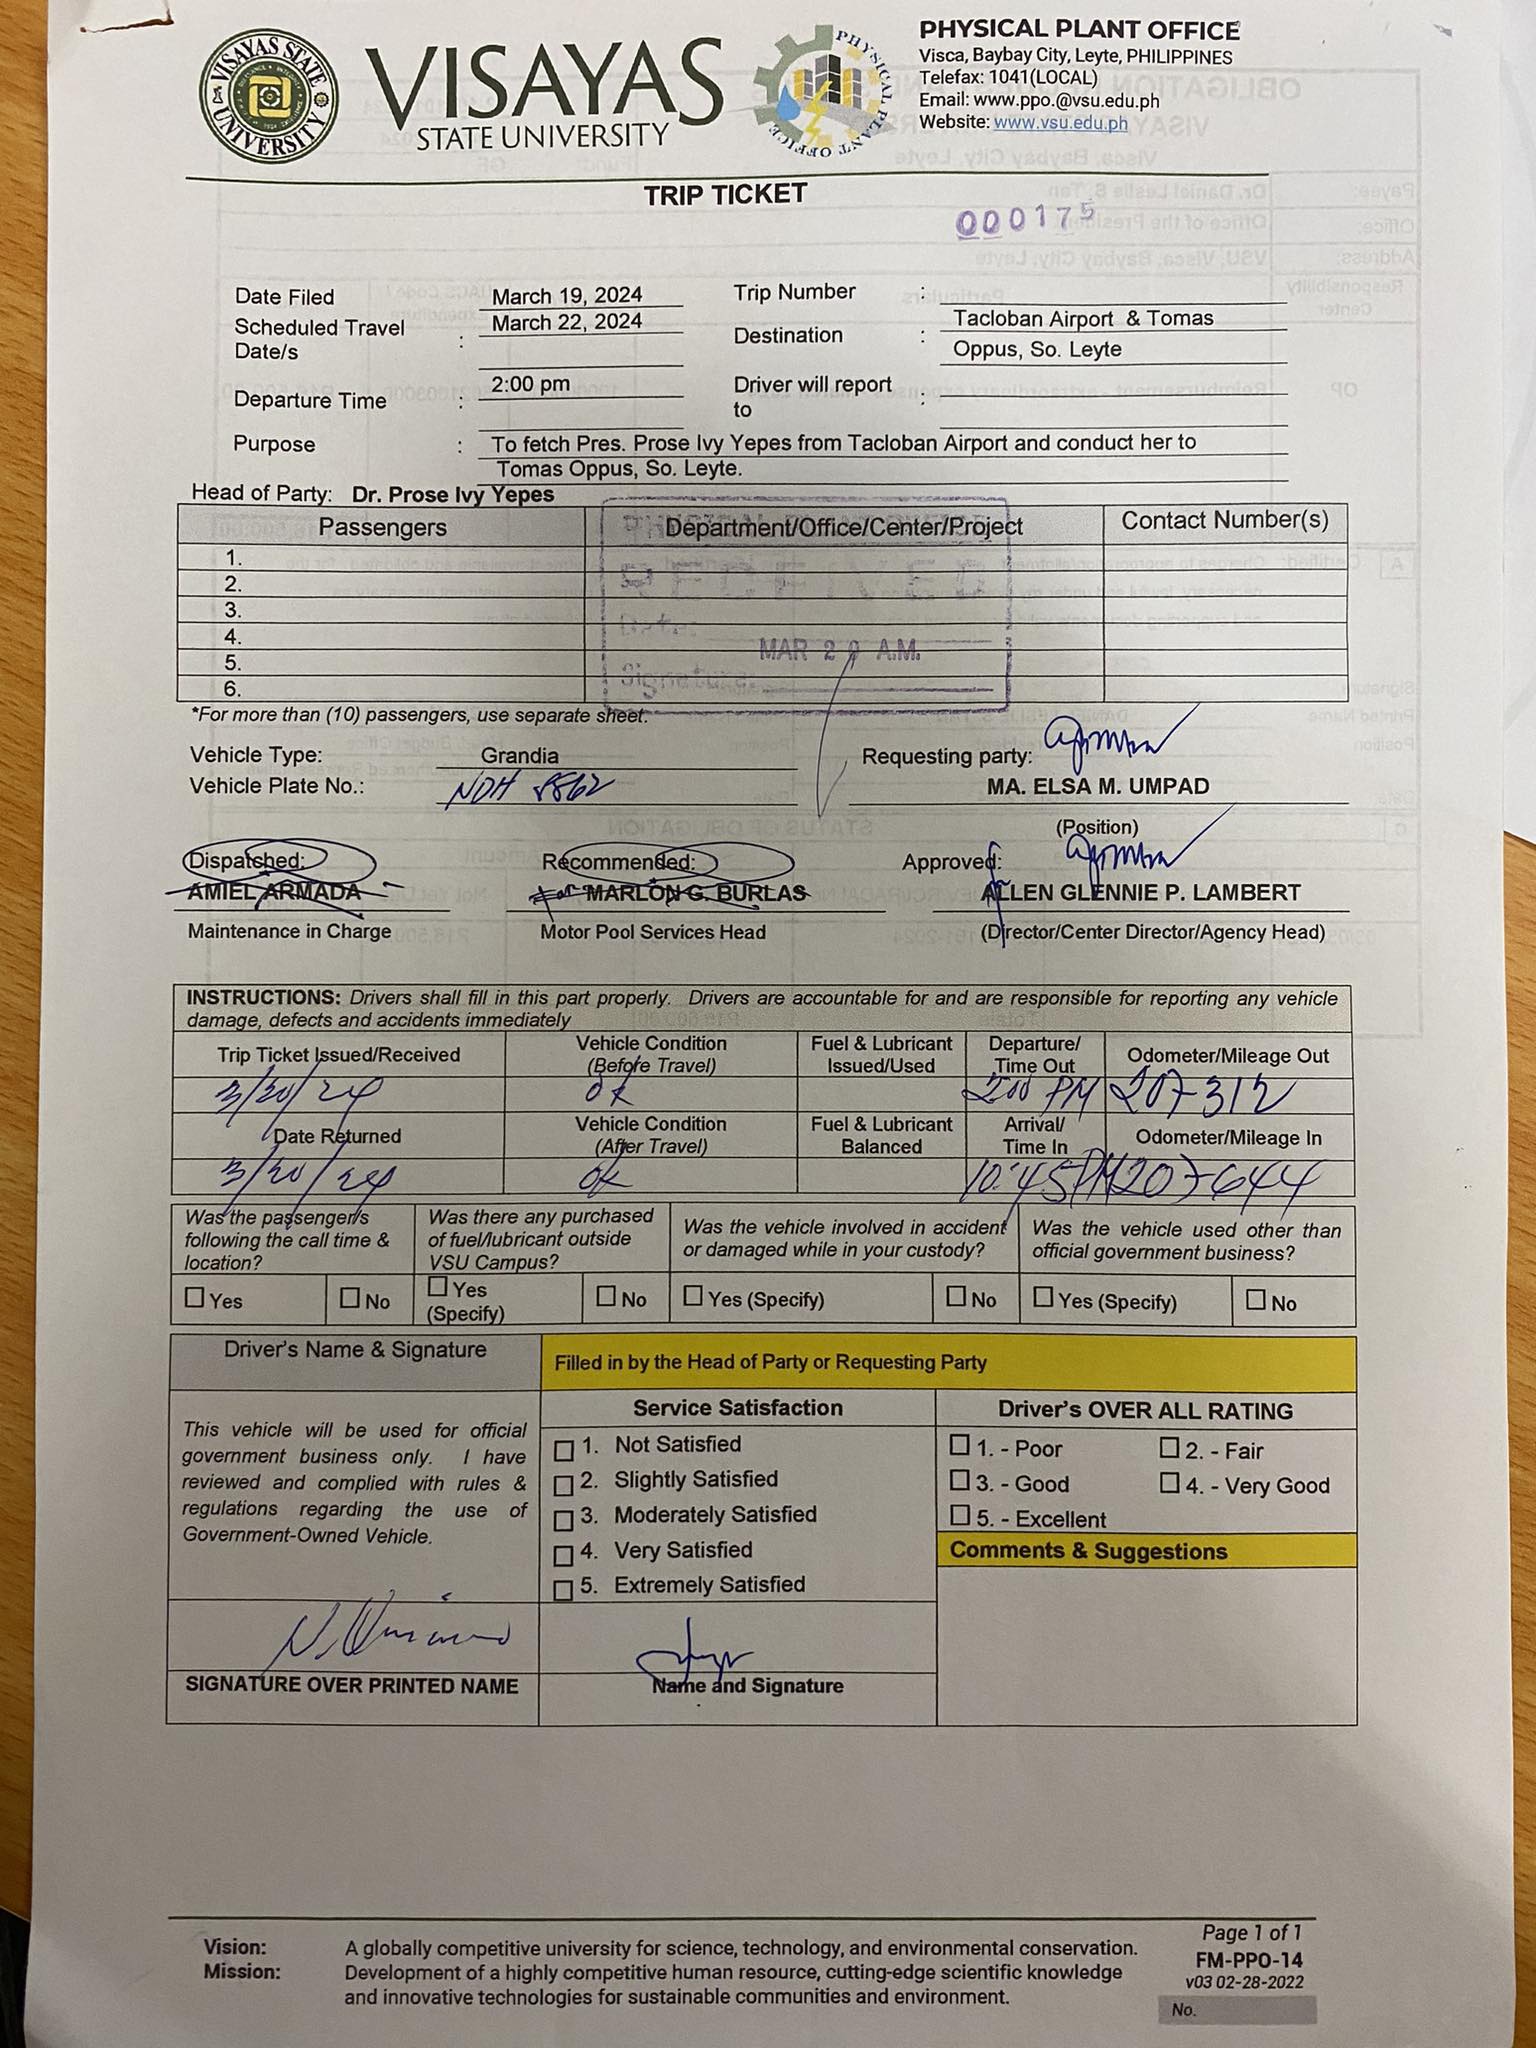 VISAYAS STATE UNIVERSITY
VISAYAS
STATE UNIVERSITY
PHYSICAL PLANT OFFICE
PHYSICAL PLANT OFFICE
Visca, Baybay City, Leyte, PHILIPPINES
Telefax: 1041(LOCAL)
Email: www.ppo.@vsu.edu.ph
Website: www.vsu.edu.ph
TRIP TICKET
000175
Date Filed March 19, 2024 Trip Number :
Scheduled Travel Date/s : March 22, 2024 Destination : Tacloban Airport & Tomas
Oppus, So. Leyte
Departure Time : 2:00 pm Driver will report to :
Purpose : To fetch Pres. Prose Ivy Yepes from Tacloban Airport and conduct her to
Tomas Oppus, So. Leyte.
Head of Party: Dr. Prose Ivy Yepes
Passengers Department/Office/Center/Project Contact Number(s)
1.
2.
3.
4.
5.
6.
RECEIVED
Date:
MAR 20 A.M.
Signature:
*For more than (10) passengers, use separate sheet.
Vehicle Type: Grandia Requesting party:
Vehicle Plate No.: NDH 8862 MA. ELSA M. UMPAD
(Position)
Dispatched: Recommended: Approved:
AMIEL ARMADA for MARLON G. BURLAS ALLEN GLENNIE P. LAMBERT
Maintenance in Charge Motor Pool Services Head (Director/Center Director/Agency Head)
INSTRUCTIONS: Drivers shall fill in this part properly. Drivers are accountable for and are responsible for reporting any vehicle
damage, defects and accidents immediately
Trip Ticket Issued/Received Vehicle Condition (Before Travel) Fuel & Lubricant Issued/Used Departure/ Time Out Odometer/Mileage Out
3/20/24 ok 2:00 PM 207312
Date Returned Vehicle Condition (After Travel) Fuel & Lubricant Balanced Arrival/ Time In Odometer/Mileage In
3/20/24 ok 10:45PM 207644
Was the passenger/s following the call time & location? Was there any purchased of fuel/lubricant outside VSU Campus? Was the vehicle involved in accident or damaged while in your custody? Was the vehicle used other than official government business?
Yes No Yes (Specify) No Yes (Specify) No Yes (Specify) No
Driver's Name & Signature
Filled in by the Head of Party or Requesting Party
This vehicle will be used for official
government business only. I have
reviewed and complied with rules &
regulations regarding the use of
Government-Owned Vehicle.
Service Satisfaction
1. Not Satisfied
2. Slightly Satisfied
3. Moderately Satisfied
4. Very Satisfied
5. Extremely Satisfied
Driver's OVER ALL RATING
1. - Poor 2. - Fair
3. - Good 4. - Very Good
5. - Excellent
Comments & Suggestions
SIGNATURE OVER PRINTED NAME
Name and Signature
Vision: A globally competitive university for science, technology, and environmental conservation.
Mission: Development of a highly competitive human resource, cutting-edge scientific knowledge
and innovative technologies for sustainable communities and environment.
Page 1 of 1
FM-PPO-14
v03 02-28-2022
No.